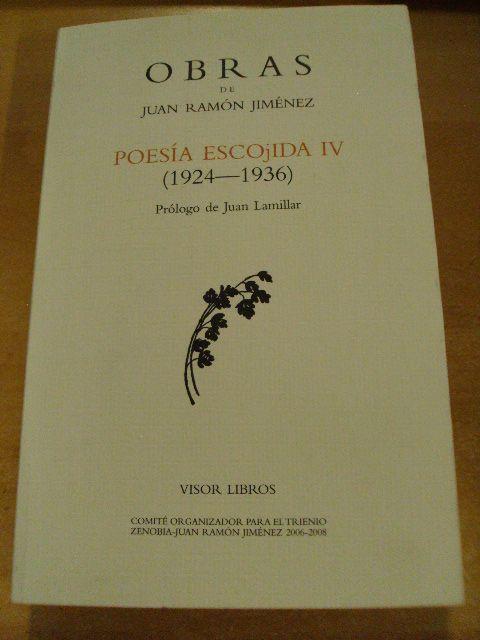 OBRAS
DE
JUAN RAMÓN JIMÉNEZ
POESÍA ESCOjIDA IV
(1924—1936)
Prólogo de Juan Lamillar
VISOR LIBROS
COMITÉ ORGANIZADOR PARA EL TRIENIO
ZENOBIA-JUAN RAMÓN JIMÉNEZ 2006-2008